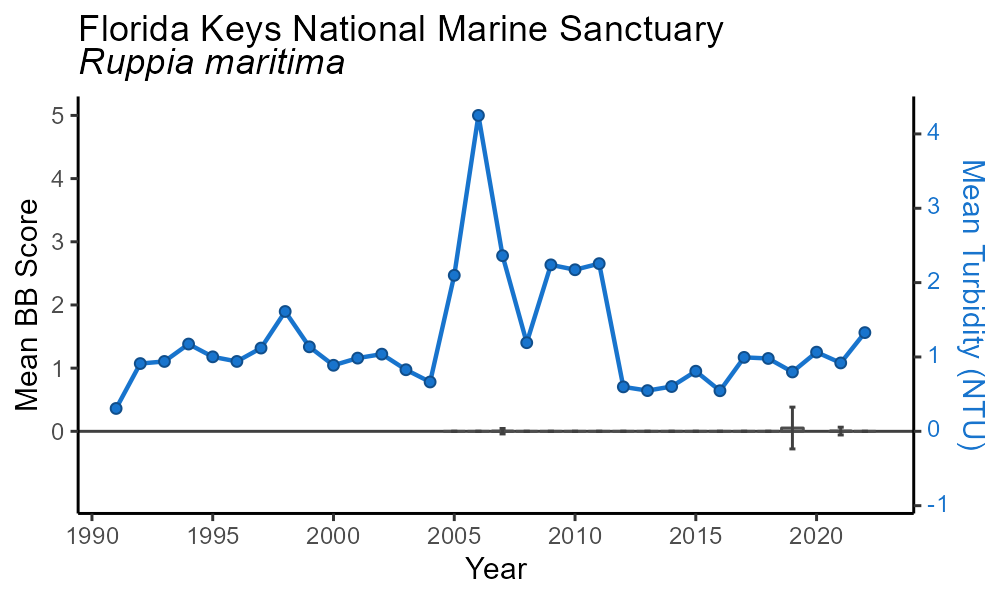 Florida Keys National Marine Sanctuary
Ruppia maritima
Mean BB Score
5
4
3
2
1
0
4
3
2
1
0
-1
Mean Turbidity (NTU)
1990 1995 2000 2005 2010 2015 2020
Year